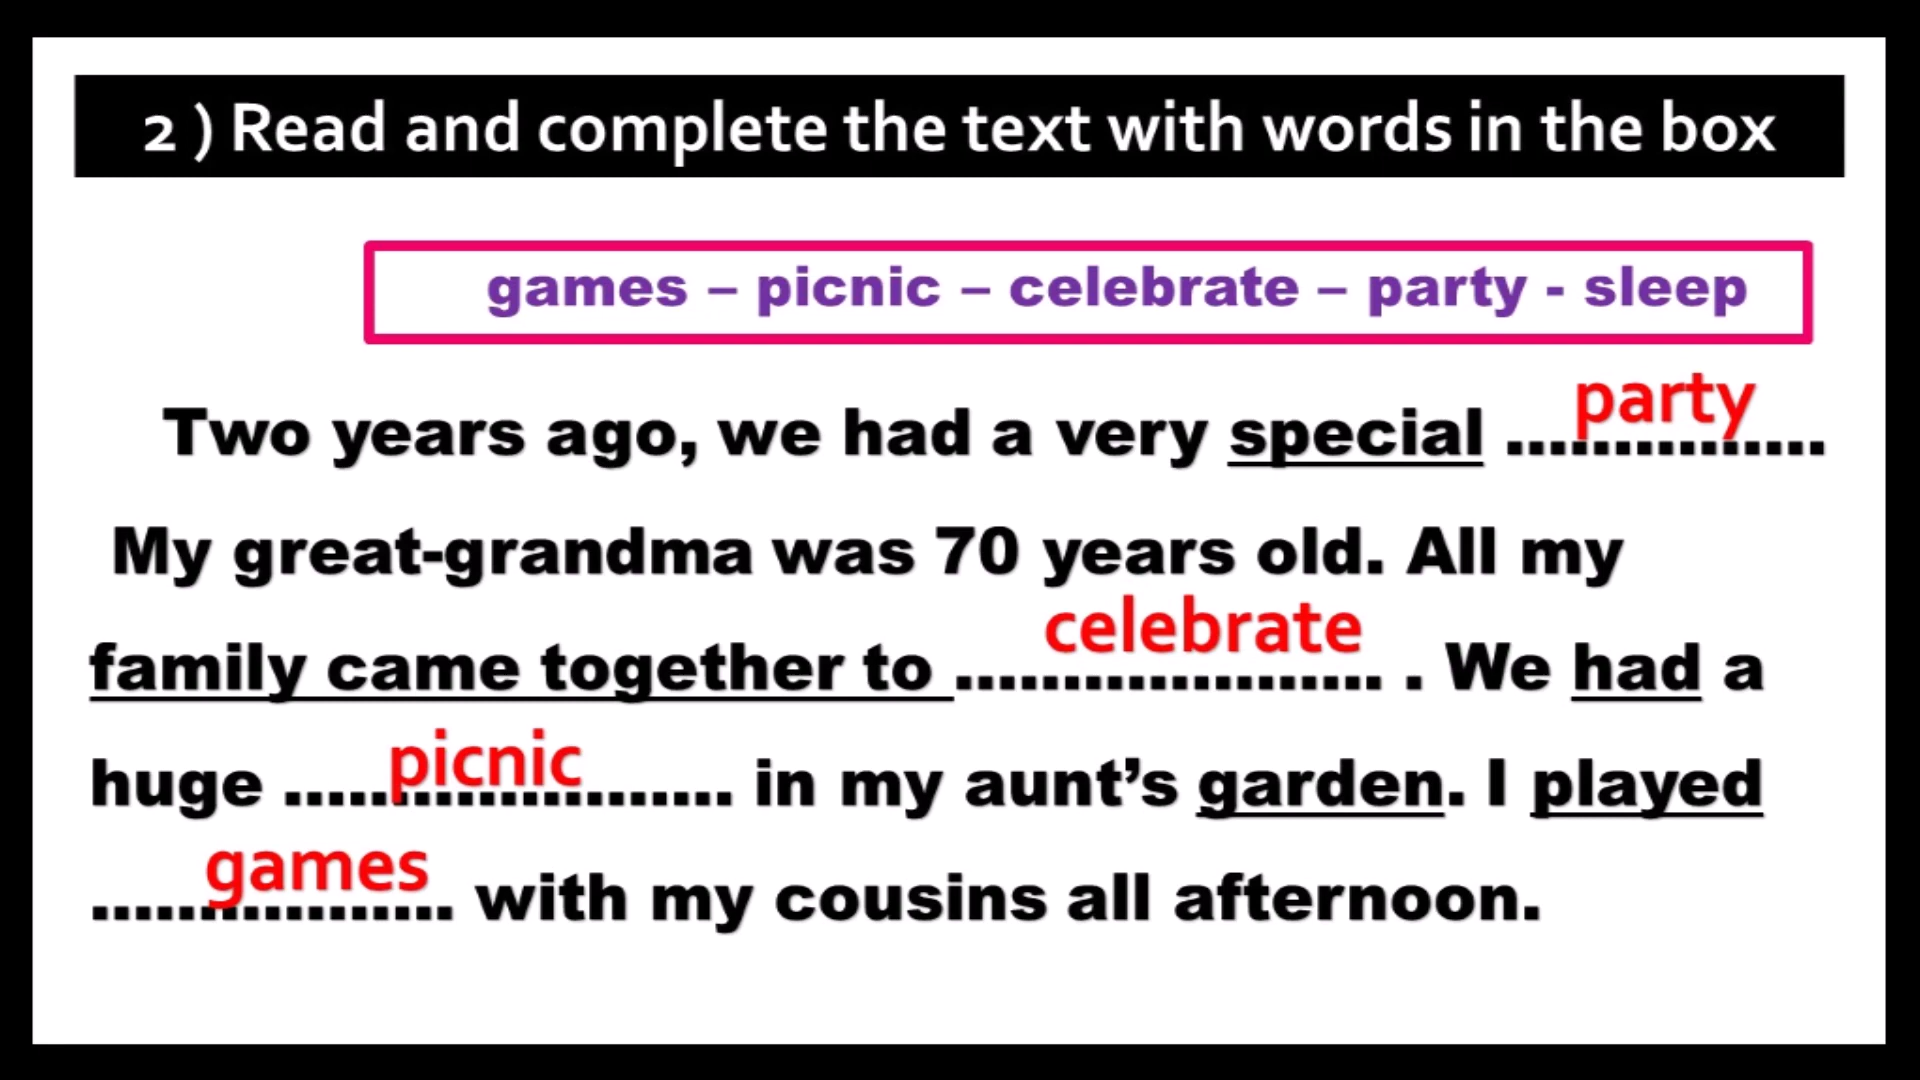 2 ) Read and complete the text with words in the box
games – picnic – celebrate – party - sleep
party
Two years ago, we had a very special ...............
My great-grandma was 70 years old. All my
celebrate
family came together to .................... . We had a
picnic
huge ..................... in my aunt’s garden. I played
games
................. with my cousins all afternoon.